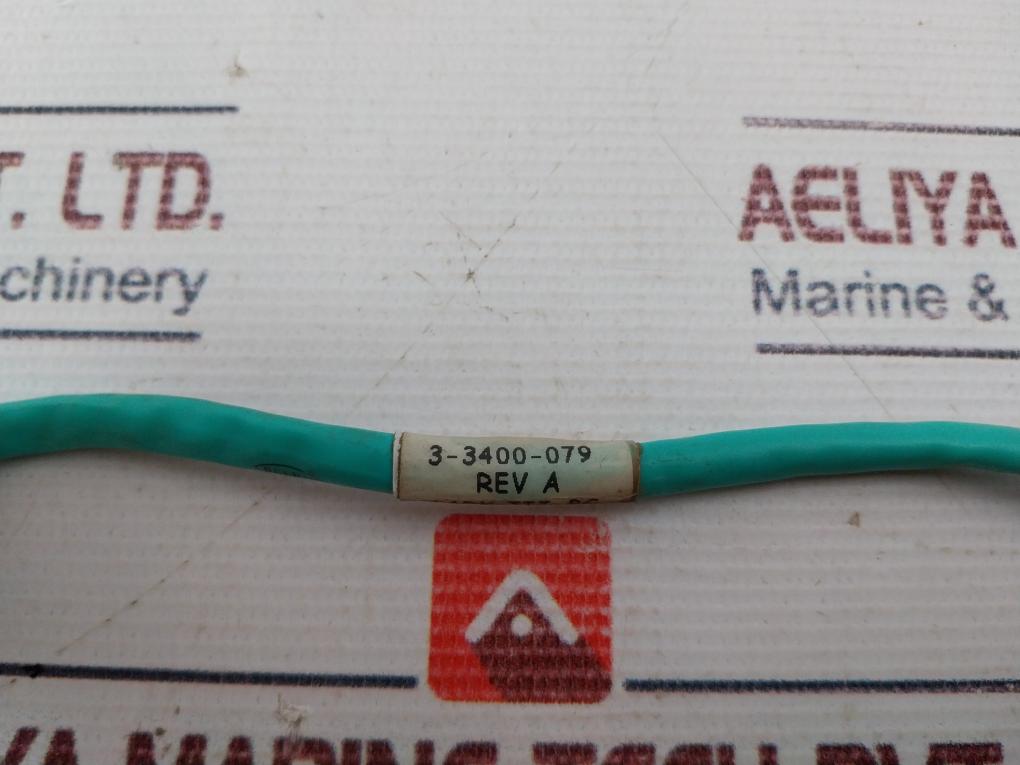 T. LTD.
chinery
AELIYA
Marine &
3-3400-079
REV A